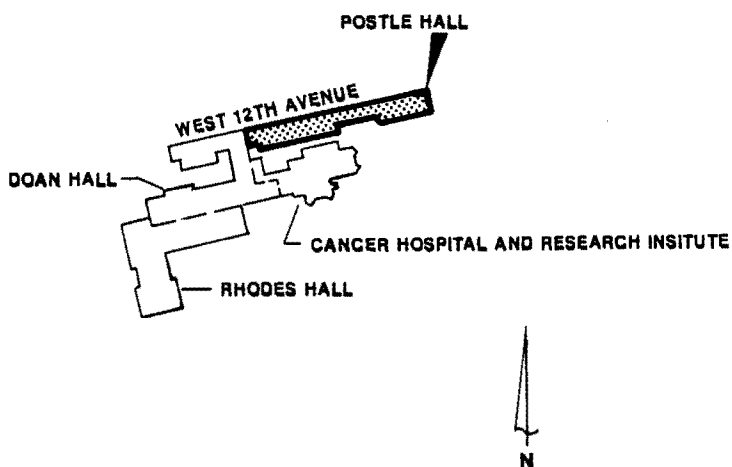 POSTLE HALL
WEST 12TH AVENUE
DOAN HALL
CANCER HOSPITAL AND RESEARCH INSITUTE
RHODES HALL
N